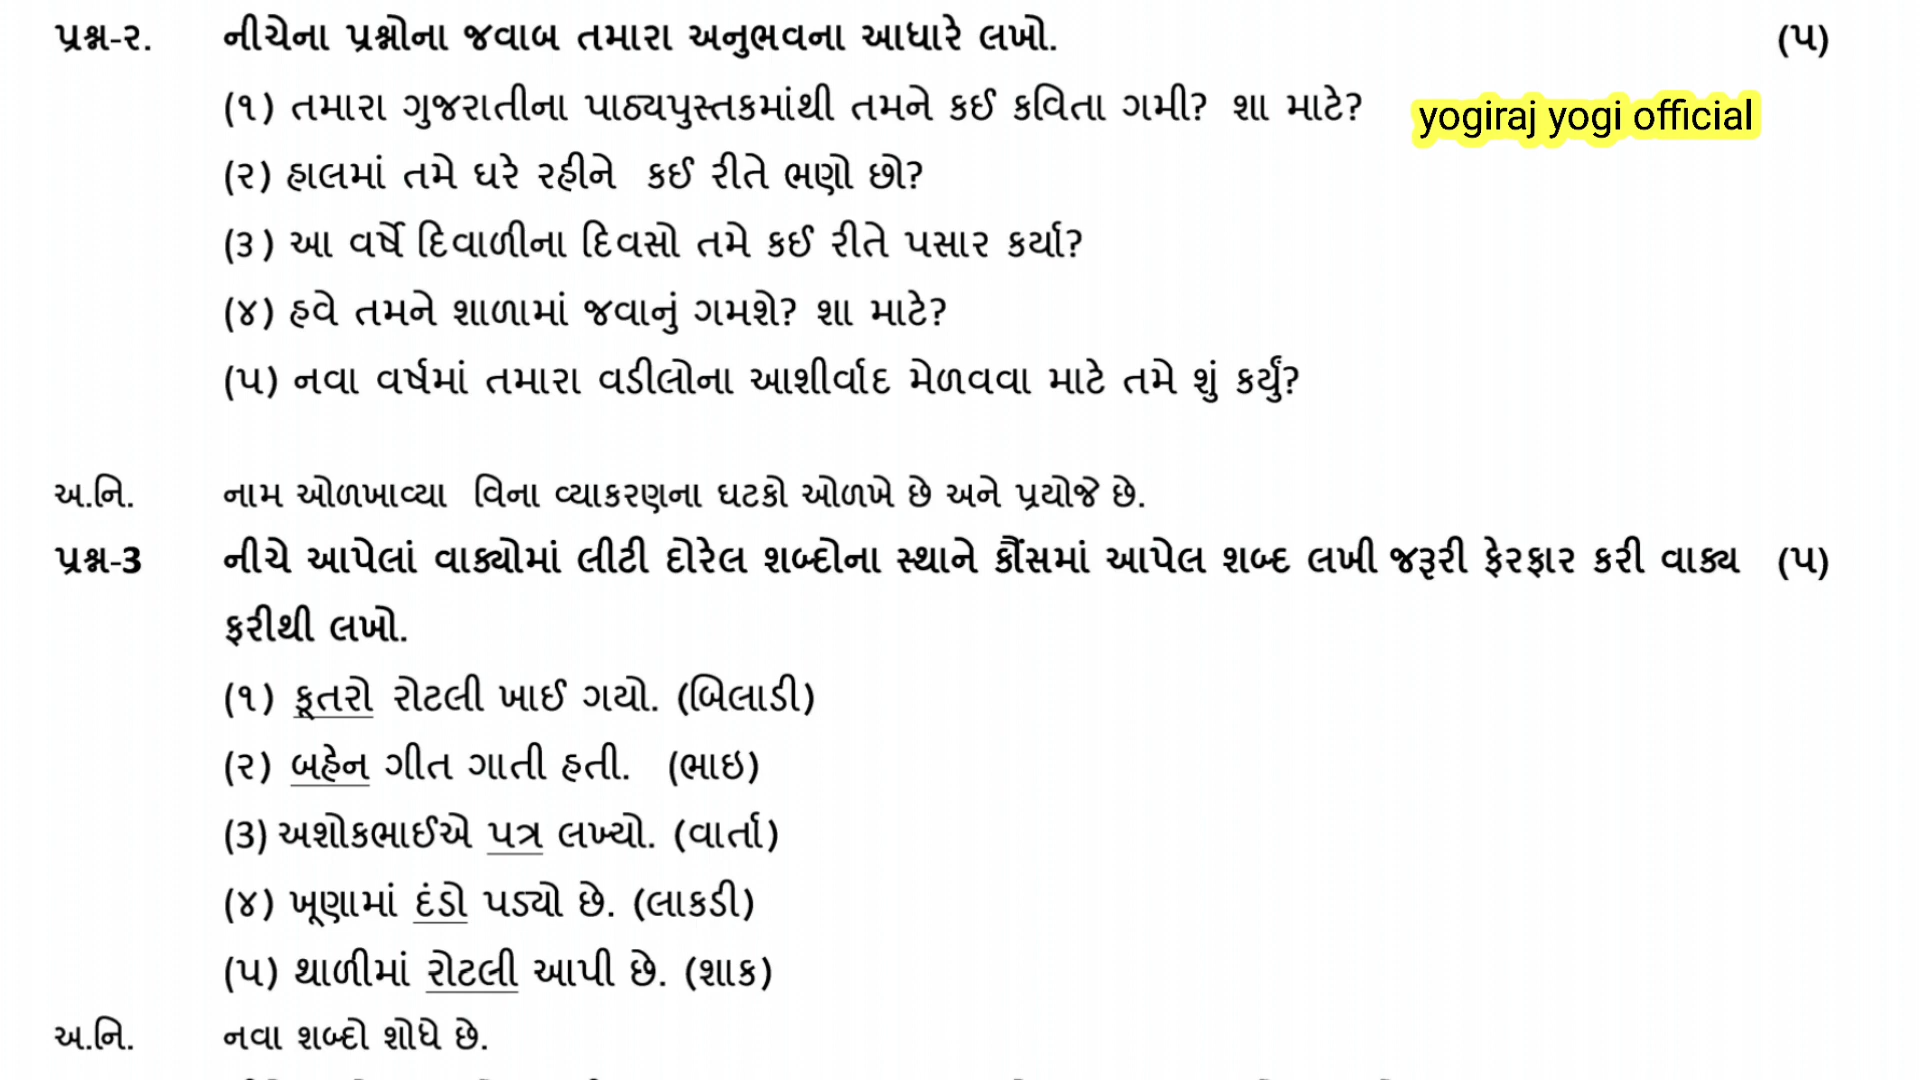 પ્રશ્ન-૨. નીચેના પ્રશ્નોના જવાબ તમારા અનુભવના આધારે લખો. (૫)
(૧) તમારા ગુજરાતીના પાઠ્યપુસ્તકમાંથી તમને કઈ કવિતા ગમી? શા માટે? yogiraj yogi official
(૨) હાલમાં તમે ઘરે રહીને કઈ રીતે ભણો છો?
(૩) આ વર્ષે દિવાળીના દિવસો તમે કઈ રીતે પસાર કર્યા?
(૪) હવે તમને શાળામાં જવાનું ગમશે? શા માટે?
(૫) નવા વર્ષમાં તમારા વડીલોના આશીર્વાદ મેળવવા માટે તમે શું કર્યું?
અ.નિ. નામ ઓળખાવ્યા વિના વ્યાકરણના ઘટકો ઓળખે છે અને પ્રયોજે છે.
પ્રશ્ન-૩ નીચે આપેલાં વાક્યોમાં લીટી દોરેલ શબ્દોના સ્થાને કૌંસમાં આપેલ શબ્દ લખી જરૂરી ફેરફાર કરી વાક્ય (૫)
ફરીથી લખો.
(૧) કૂતરો રોટલી ખાઈ ગયો. (બિલાડી)
(૨) બહેન ગીત ગાતી હતી. (ભાઇ)
(૩) અશોકભાઈએ પત્ર લખ્યો. (વાર્તા)
(૪) ખૂણામાં દંડો પડ્યો છે. (લાકડી)
(૫) થાળીમાં રોટલી આપી છે. (શાક)
અ.નિ. નવા શબ્દો શોધે છે.